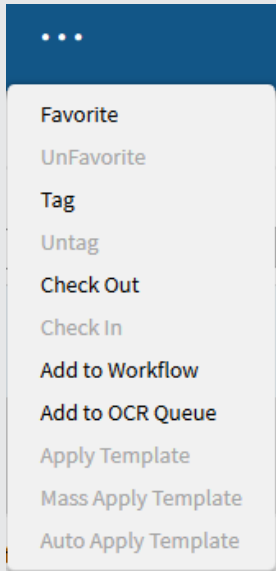 Favorite
UnFavorite
Tag
Untag
Check Out
Check In
Add to Workflow
Add to OCR Queue
Apply Template
Mass Apply Template
Auto Apply Template